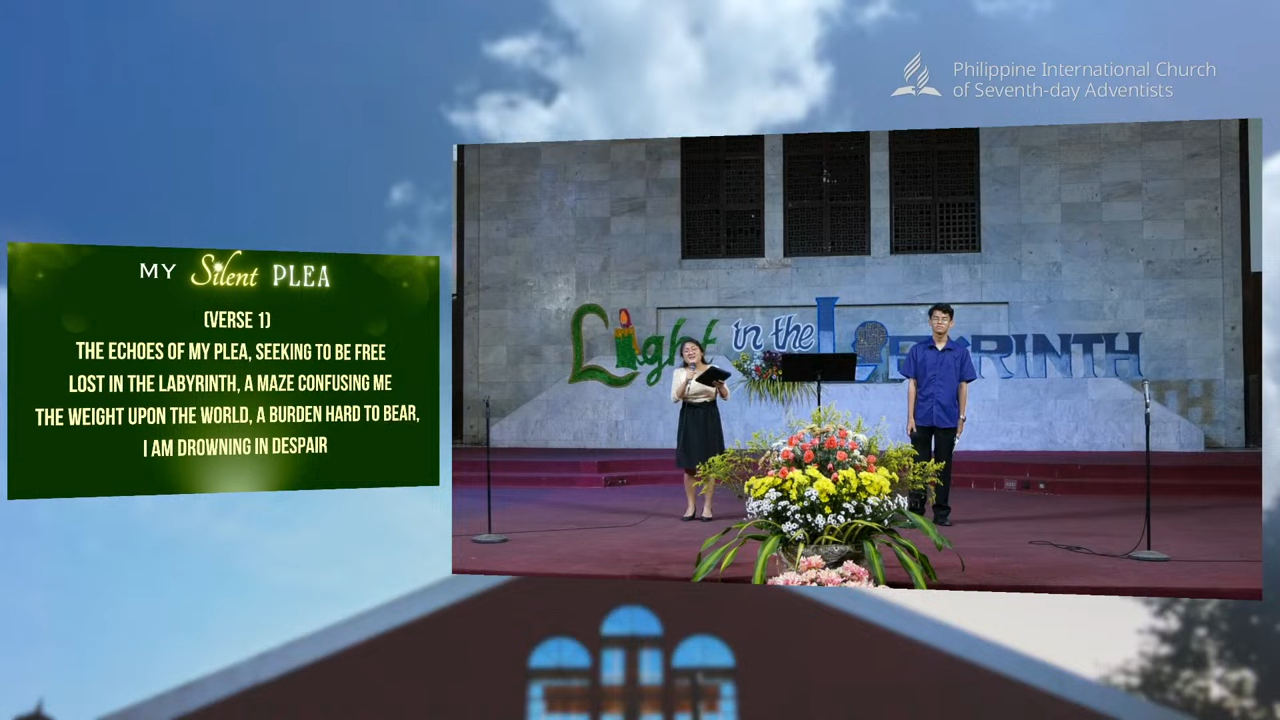 Philippine International Church
of Seventh-day Adventists
MY Silent PLEA
(VERSE 1)
THE ECHOES OF MY PLEA, SEEKING TO BE FREE
LOST IN THE LABYRINTH, A MAZE CONFUSING ME
THE WEIGHT UPON THE WORLD, A BURDEN HARD TO BEAR,
I AM DROWNING IN DESPAIR
Light in the LABYRINTH